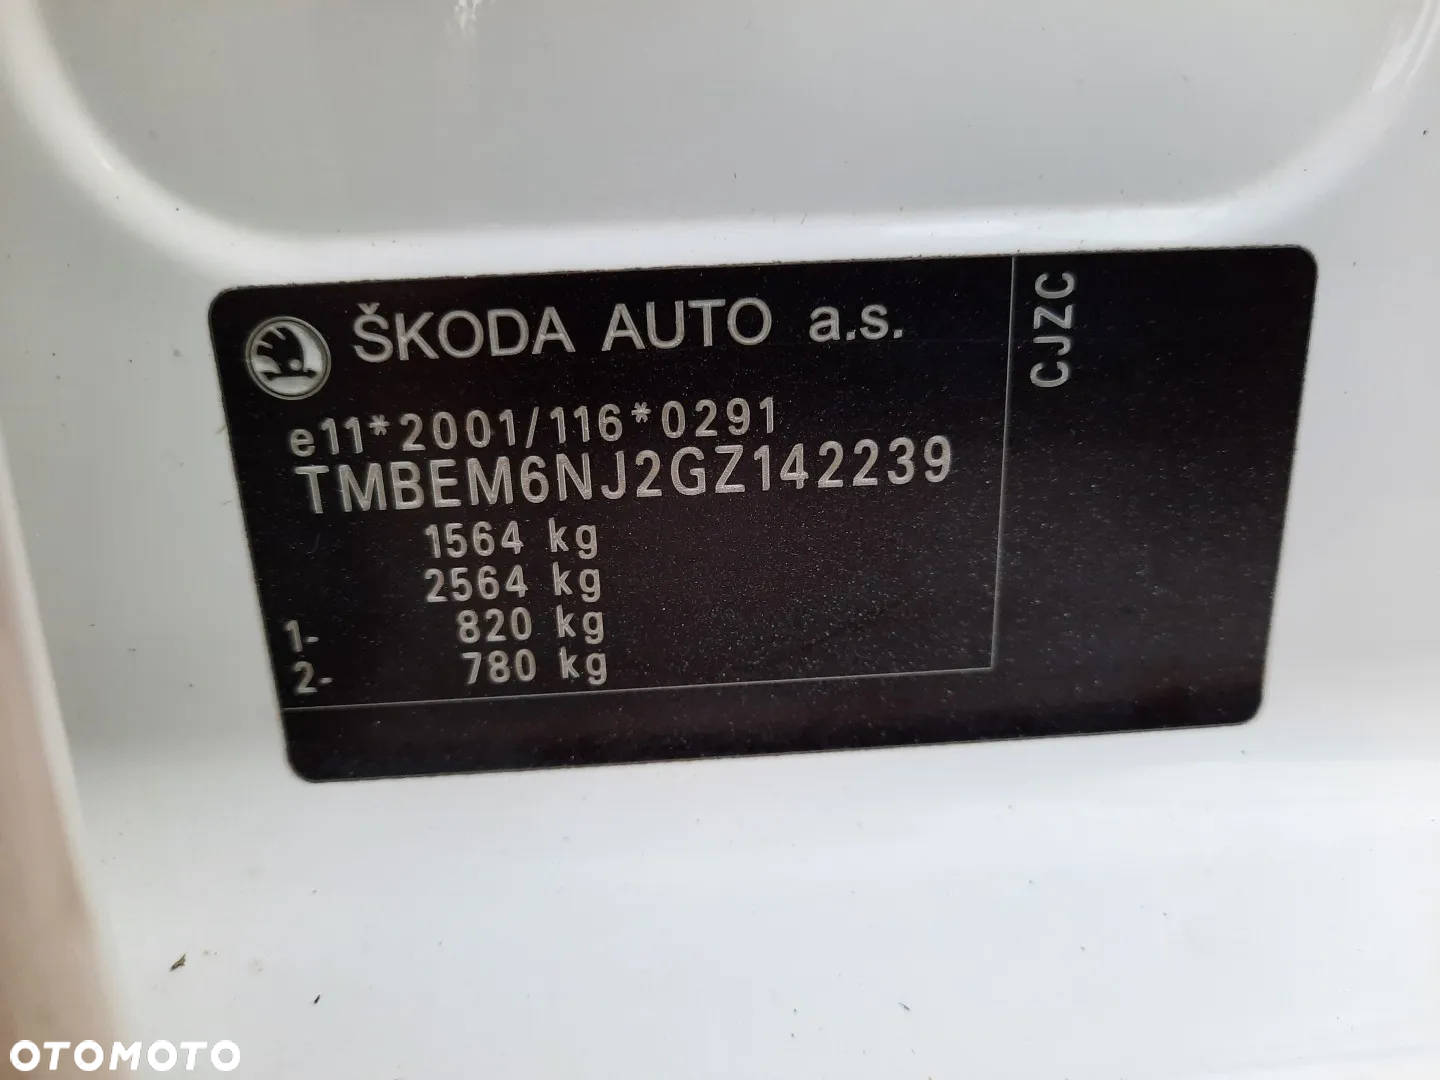 ŠKODA AUTO a.s.
e11*2001/116*0291
TMBEM6NJ2GZ142239
1564 kg
2564 kg
1- 820 kg
2- 780 kg
CJZC
OTOMOTO